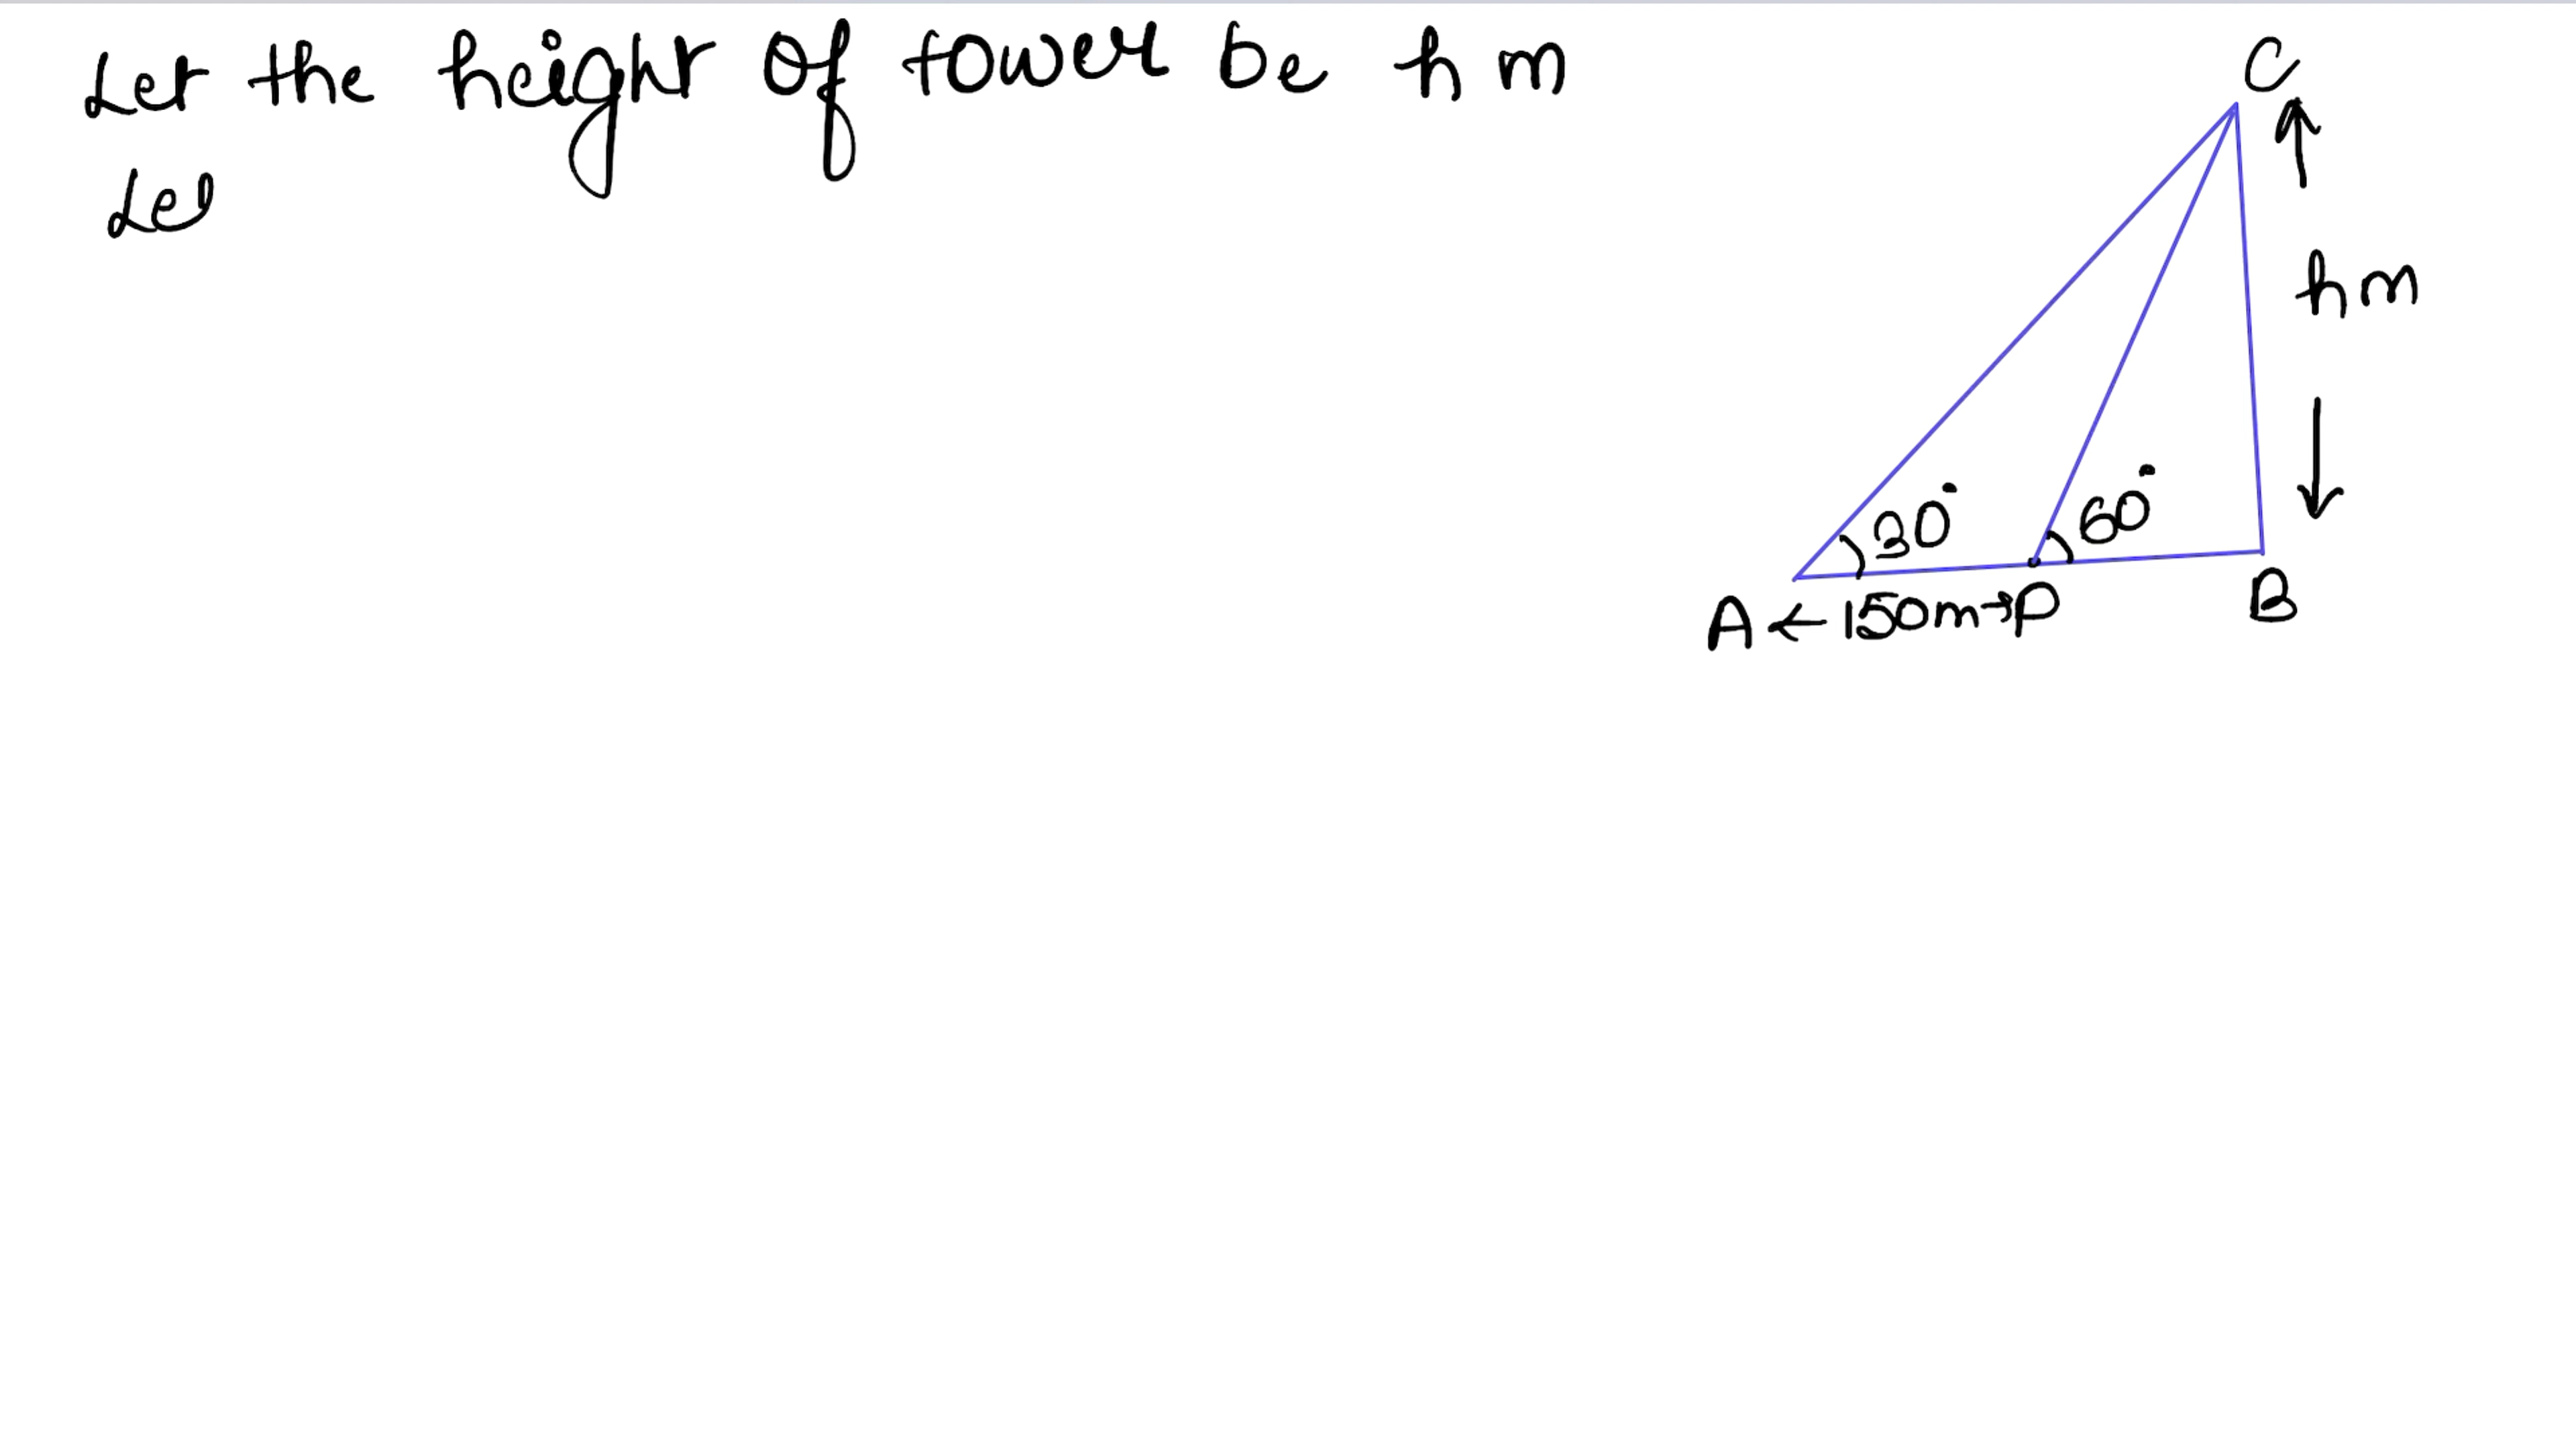 Let the height of tower be h m
Let
C
h m
30°
60°
A ← 150m → P
B